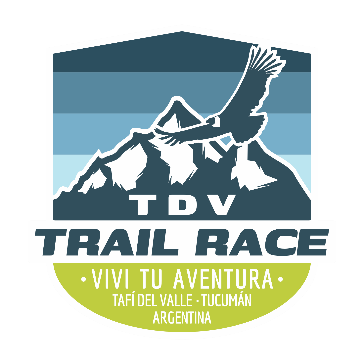 TDV
TRAIL RACE
· VIVI TU AVENTURA ·
TAFÍ DEL VALLE - TUCUMÁN
ARGENTINA